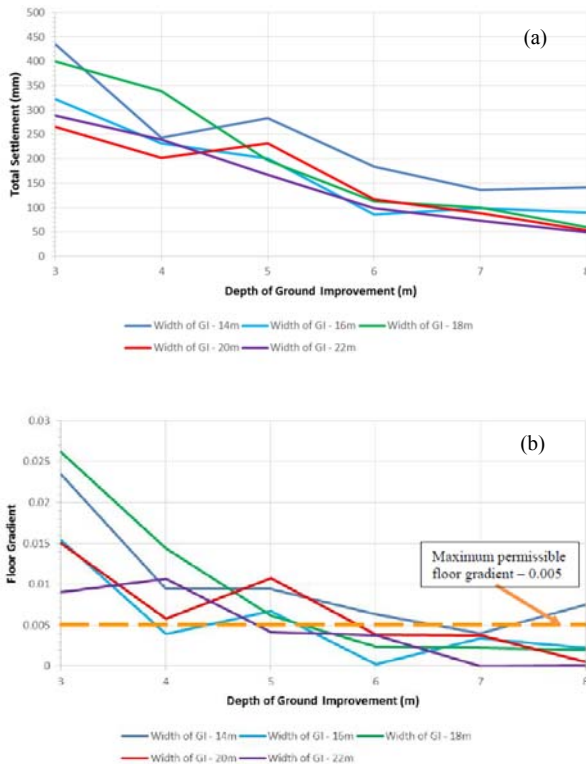 (a)
Total Settlement (mm)
500
450
400
350
300
250
200
150
100
50
0
3 4 5 6 7 8
Depth of Ground Improvement (m)
Width of GI - 14m Width of GI - 16m Width of GI - 18m
Width of GI - 20m Width of GI - 22m
(b)
Floor Gradient
0.03
0.025
0.02
0.015
0.01
0.005
0
Maximum permissible
floor gradient – 0.005
3 4 5 6 7 8
Depth of Ground Improvement (m)
Width of GI - 14m Width of GI - 16m Width of GI - 18m
Width of GI - 20m Width of GI - 22m